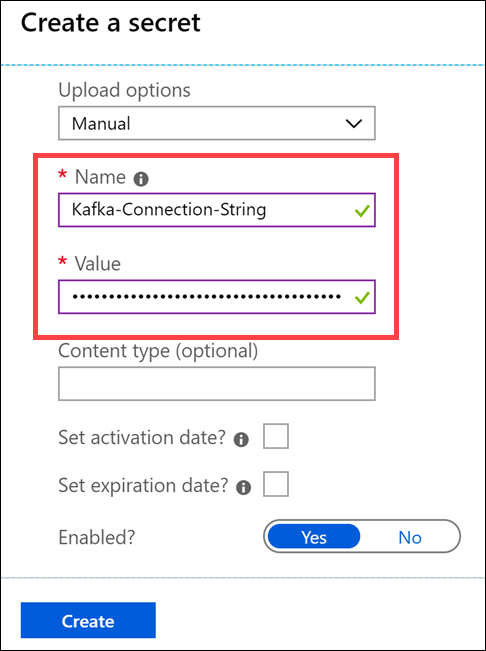 Create a secret
Upload options
Manual
* Name
Kafka-Connection-String
* Value
••••••••••••••••••••••••••••••••••••••
Content type (optional)
Set activation date?
Set expiration date?
Enabled?
Yes No
Create